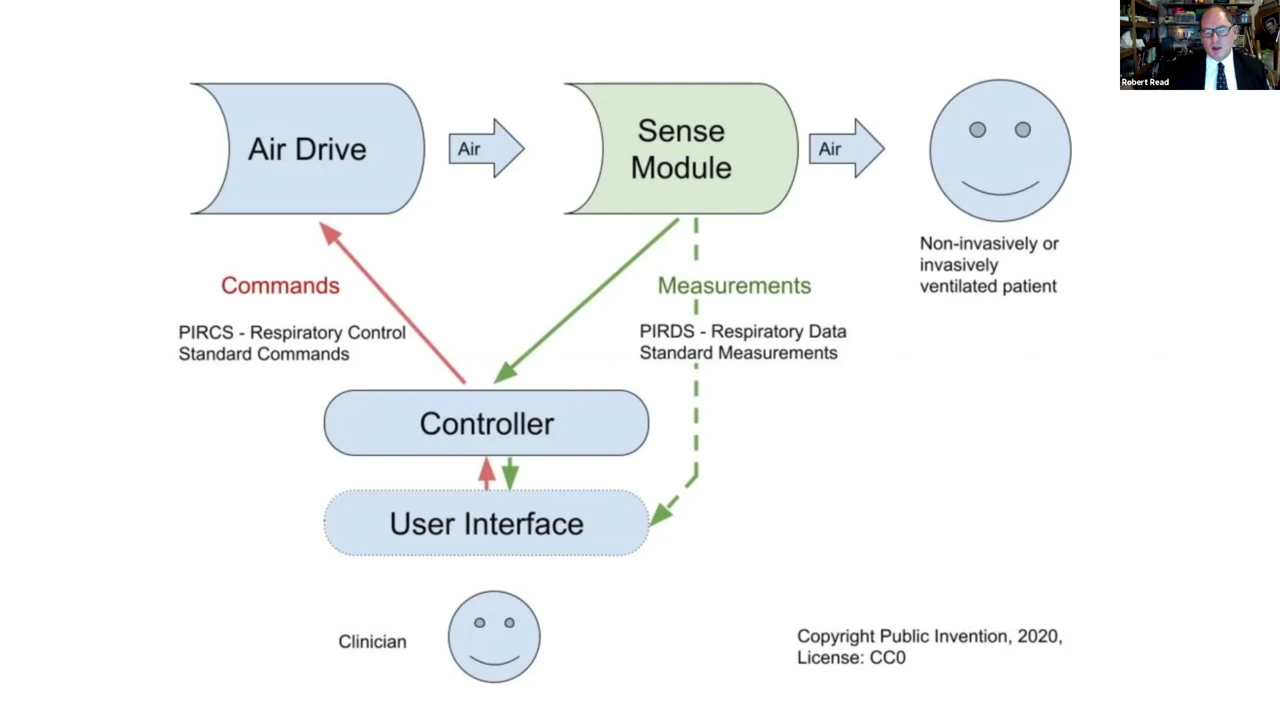 Robert Read
Air Drive
Air
Sense
Module
Air
Non-invasively or
invasively
ventilated patient
Commands
PIRCS - Respiratory Control
Standard Commands
Measurements
PIRDS - Respiratory Data
Standard Measurements
Controller
User Interface
Clinician
Copyright Public Invention, 2020,
License: CC0